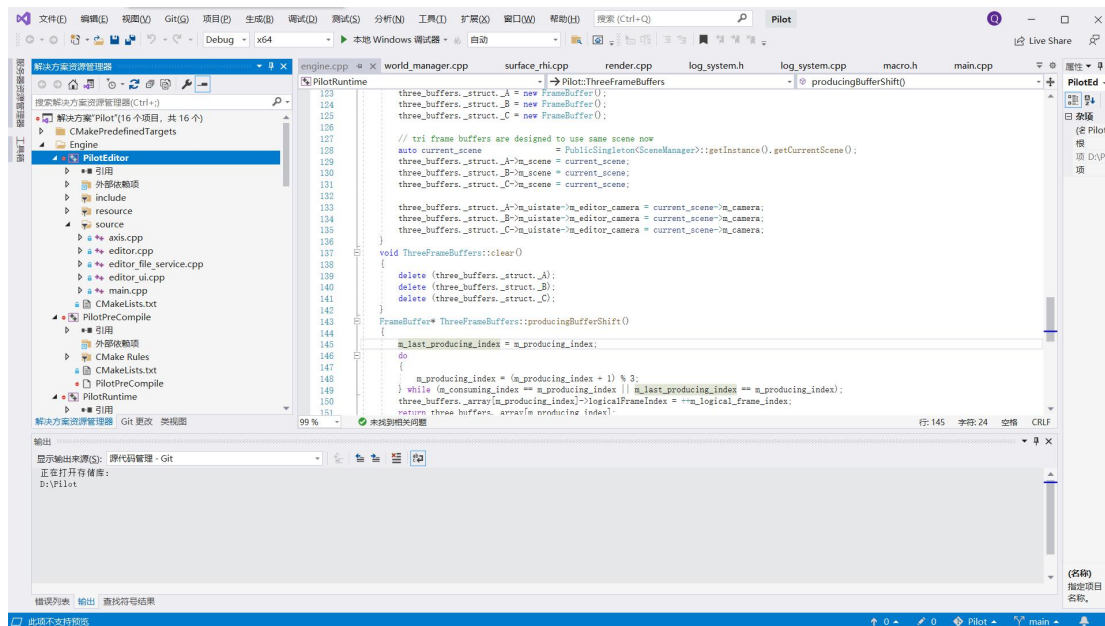 文件(F) 编辑(E) 视图(V) Git(G) 项目(P) 生成(B) 调试(D) 测试(S) 分析(N) 工具(T) 扩展(X) 窗口(W) 帮助(H) 搜索 (Ctrl+Q) Pilot Q
Debug x64 本地 Windows 调试器 自动 Live Share
服务器资源管理器
工具箱
解决方案资源管理器
搜索解决方案资源管理器(Ctrl+;)
解决方案"Pilot"(16 个项目，共 16 个)
CMakePredefinedTargets
Engine
PilotEditor
引用
外部依赖项
include
resource
source
axis.cpp
editor.cpp
editor_file_service.cpp
editor_ui.cpp
main.cpp
CMakeLists.txt
PilotPreCompile
引用
外部依赖项
CMake Rules
CMakeLists.txt
PilotPreCompile
PilotRuntime
引用
解决方案资源管理器 Git 更改 类视图
engine.cpp world_manager.cpp surface_rhi.cpp render.cpp log_system.h log_system.cpp macro.h main.cpp
PilotRuntime Pilot::ThreeFrameBuffers producingBufferShift()
123 three_buffers._struct._A = new FrameBuffer();
124 three_buffers._struct._B = new FrameBuffer();
125 three_buffers._struct._C = new FrameBuffer();
126
127 // tri frame buffers are designed to use same scene now
128 auto current_scene = PublicSingleton<SceneManager>::getInstance().getCurrentScene();
129 three_buffers._struct._A->m_scene = current_scene;
130 three_buffers._struct._B->m_scene = current_scene;
131 three_buffers._struct._C->m_scene = current_scene;
132
133 three_buffers._struct._A->m_uistate->m_editor_camera = current_scene->m_camera;
134 three_buffers._struct._B->m_uistate->m_editor_camera = current_scene->m_camera;
135 three_buffers._struct._C->m_uistate->m_editor_camera = current_scene->m_camera;
136 }
137 void ThreeFrameBuffers::clear()
138 {
139 delete (three_buffers._struct._A);
140 delete (three_buffers._struct._B);
141 delete (three_buffers._struct._C);
142 }
143 FrameBuffer* ThreeFrameBuffers::producingBufferShift()
144 {
145 m_last_producing_index = m_producing_index;
146 do
147 {
148 m_producing_index = (m_producing_index + 1) % 3;
149 } while (m_consuming_index == m_producing_index || m_last_producing_index == m_producing_index);
150 three_buffers._array[m_producing_index]->logicalFrameIndex = ++m_logical_frame_index;
151 return three_buffers._array[m_producing_index];
99 % 未找到相关问题 行: 145 字符: 24 空格 CRLF
属性
PilotEd
杂项
(名 Pilot
根
项 D:\P
项
(名称)
指定项目
名称。
输出
显示输出来源(S): 源代码管理 - Git
正在打开存储库:
D:\Pilot
错误列表 输出 查找符号结果
此项不支持预览 0 0 Pilot main